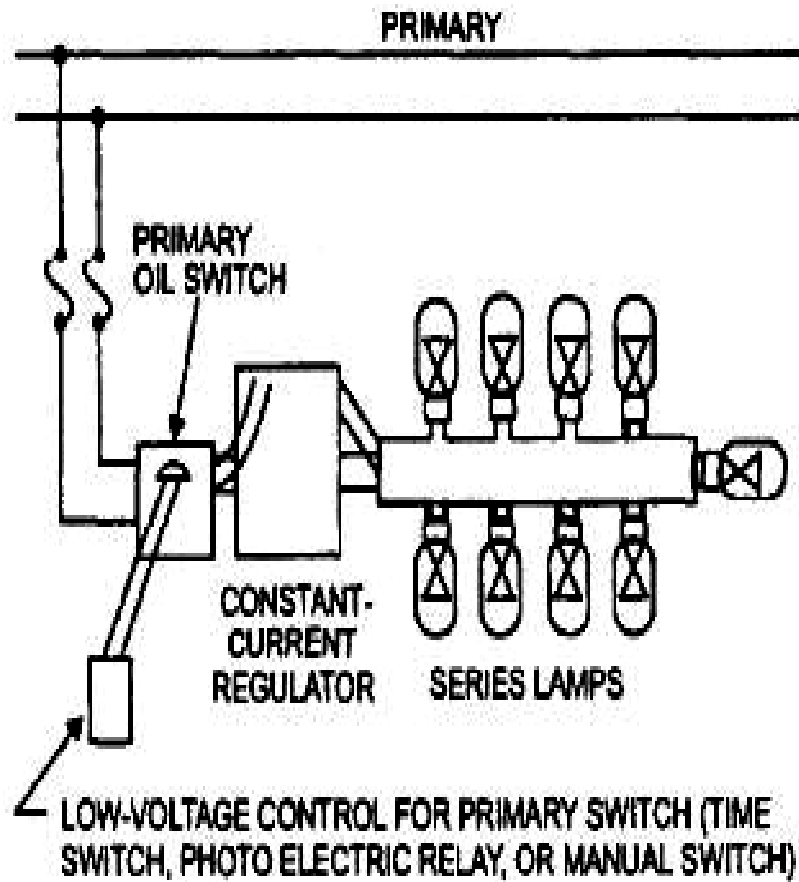 PRIMARY
PRIMARY
OIL SWITCH
CONSTANT-
CURRENT
REGULATOR
SERIES LAMPS
LOW-VOLTAGE CONTROL FOR PRIMARY SWITCH (TIME
SWITCH, PHOTO ELECTRIC RELAY, OR MANUAL SWITCH)